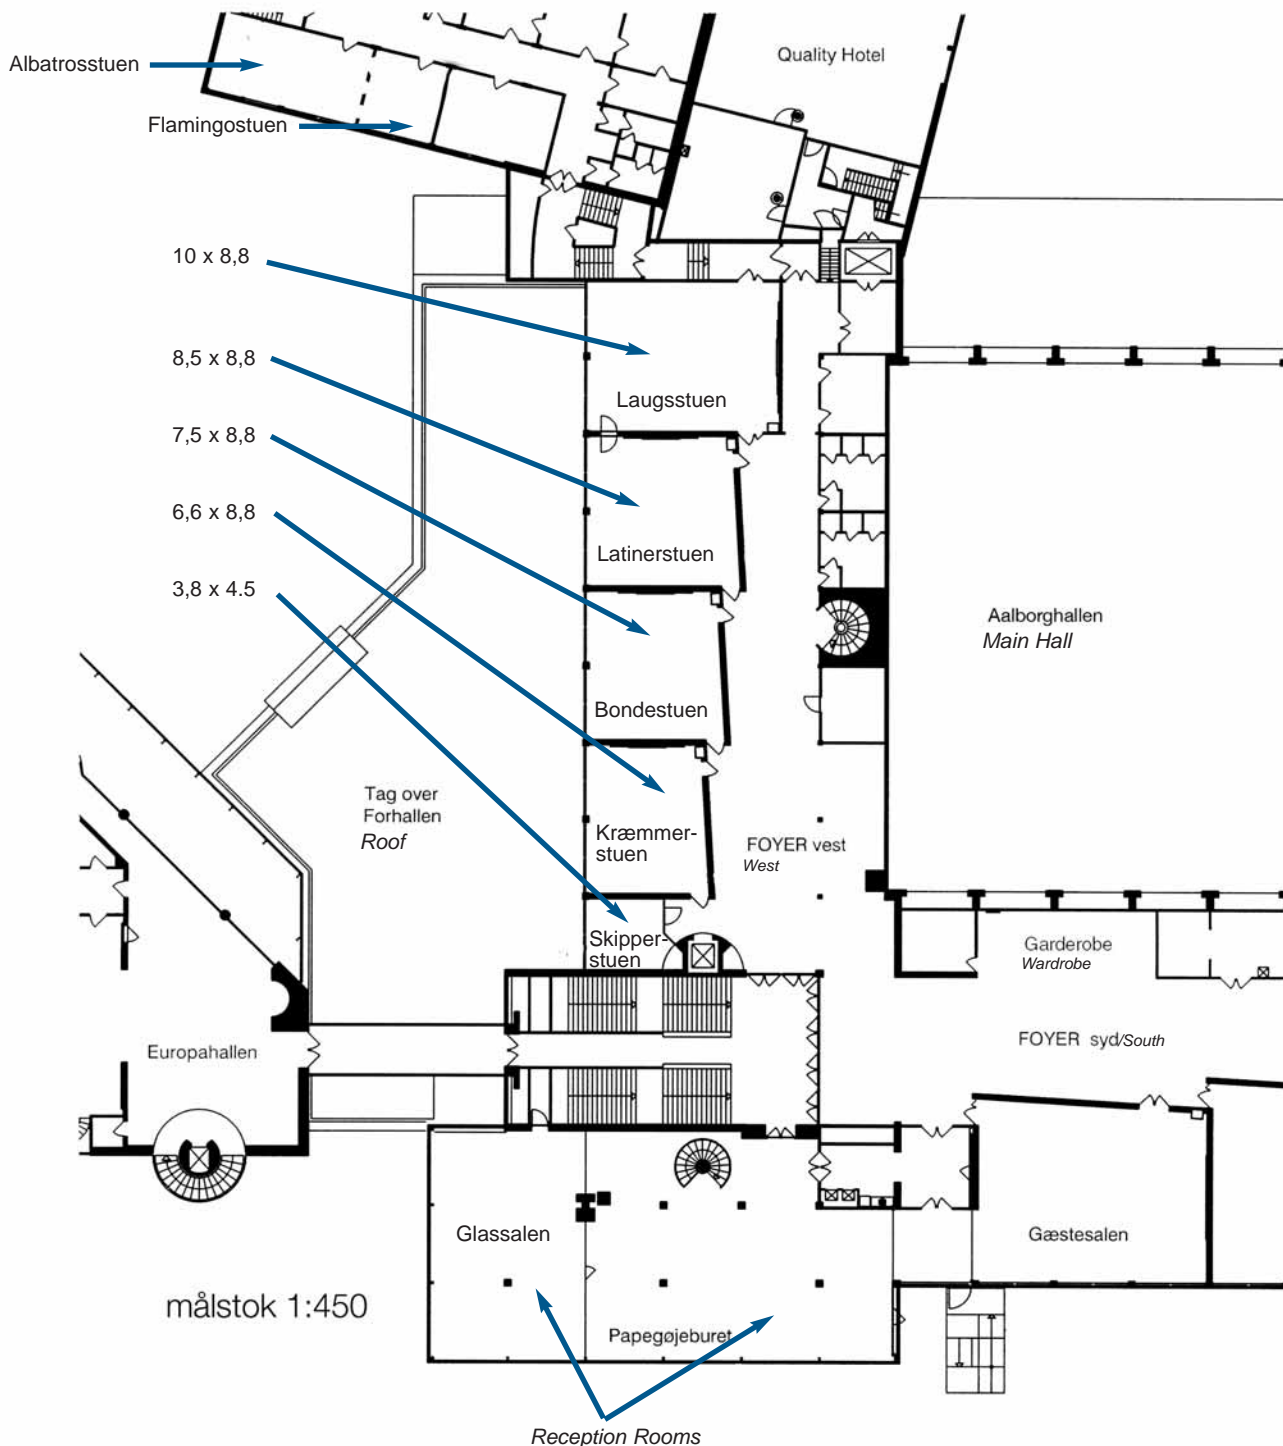 Quality Hotel
Albatrosstuen
Flamingostuen
10 x 8,8
8,5 x 8,8
7,5 x 8,8
6,6 x 8,8
3,8 x 4.5
Laugsstuen
Latinerstuen
Bondestuen
Kræmmer-
stuen
Skipper-
stuen
Aalborghallen
Main Hall
Tag over
Forhallen
Roof
FOYER vest
West
Garderobe
Wardrobe
FOYER syd/South
Europahallen
Glassalen
Gæstesalen
Papegøjeburet
målstok 1:450
Reception Rooms